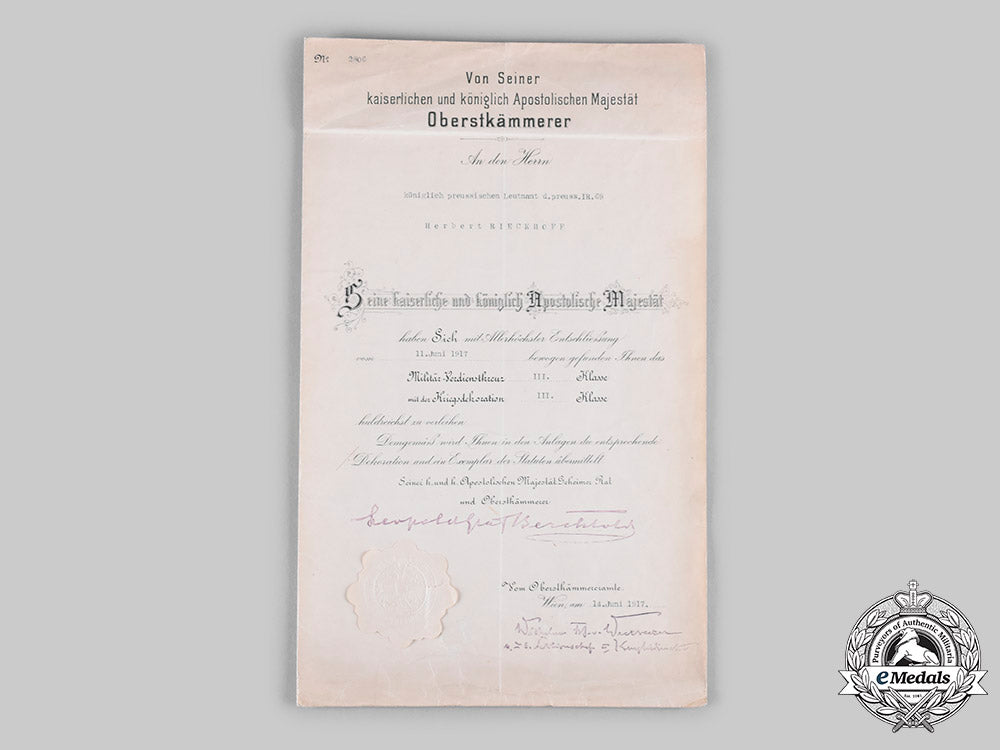 Nr. 2806
Von Seiner
kaiserlichen und königlich Apostolischen Majestät
Oberstkämmerer
An den Herrn
königlich preussischen Leutnant d.preuss.IR.69
Herbert RIECKHOFF
Seine kaiserliche und königlich Apostolische Majestät
haben Sich mit Allerhöchster Entschließung
vom 11.Juni 1917 bewogen gefunden Ihnen das
Militär-Verdienstkreuz III. Klasse
mit der Kriegsdekoration III. Klasse
huldreichst zu verleihen
Demgemäß wird Ihnen in den Anlagen die entsprechende
Dekoration und ein Exemplar der Statuten übermittelt.
Seiner k. und k. Apostolischen Majestät Geheimer Rat
und Oberstkämmerer
Leopold Graf Berchtold
Vom Oberstkämmereramte.
Wien, am 14.Juni 1917.
Wilhelm
Purveyors of Authentic Militaria
eMedals